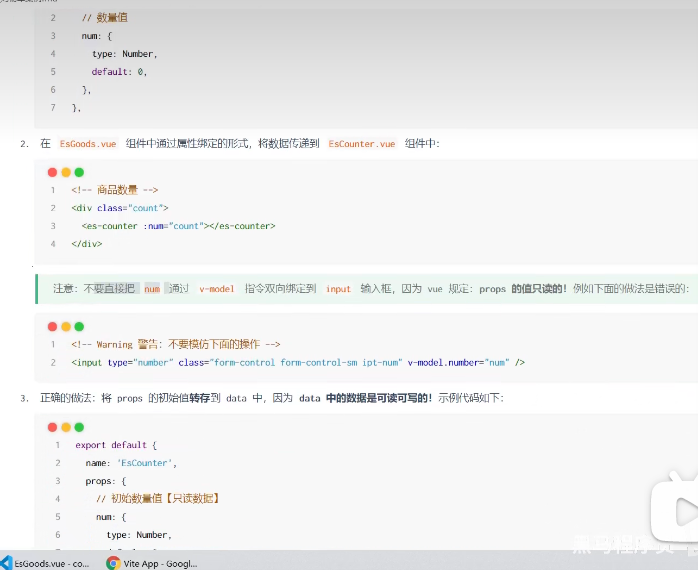 2 // 数量值
3 num: {
4 type: Number,
5 default: 0,
6 },
7 },
2. 在 EsGoods.vue 组件中通过属性绑定的形式，将数据传递到 EsCounter.vue 组件中：
1 <!-- 商品数量 -->
2 <div class="count">
3 <es-counter :num="count"></es-counter>
4 </div>
注意：不要直接把 num 通过 v-model 指令双向绑定到 input 输入框，因为 vue 规定：props 的值只读的！例如下面的做法是错误的：
1 <!-- Warning 警告：不要模仿下面的操作 -->
2 <input type="number" class="form-control form-control-sm ipt-num" v-model.number="num" />
3. 正确的做法：将 props 的初始值转存到 data 中，因为 data 中的数据是可读可写的！示例代码如下：
1 export default {
2 name: 'EsCounter',
3 props: {
4 // 初始数量值【只读数据】
5 num: {
6 type: Number,
黑马程序员
EsGoods.vue - co...
Vite App - Googl...